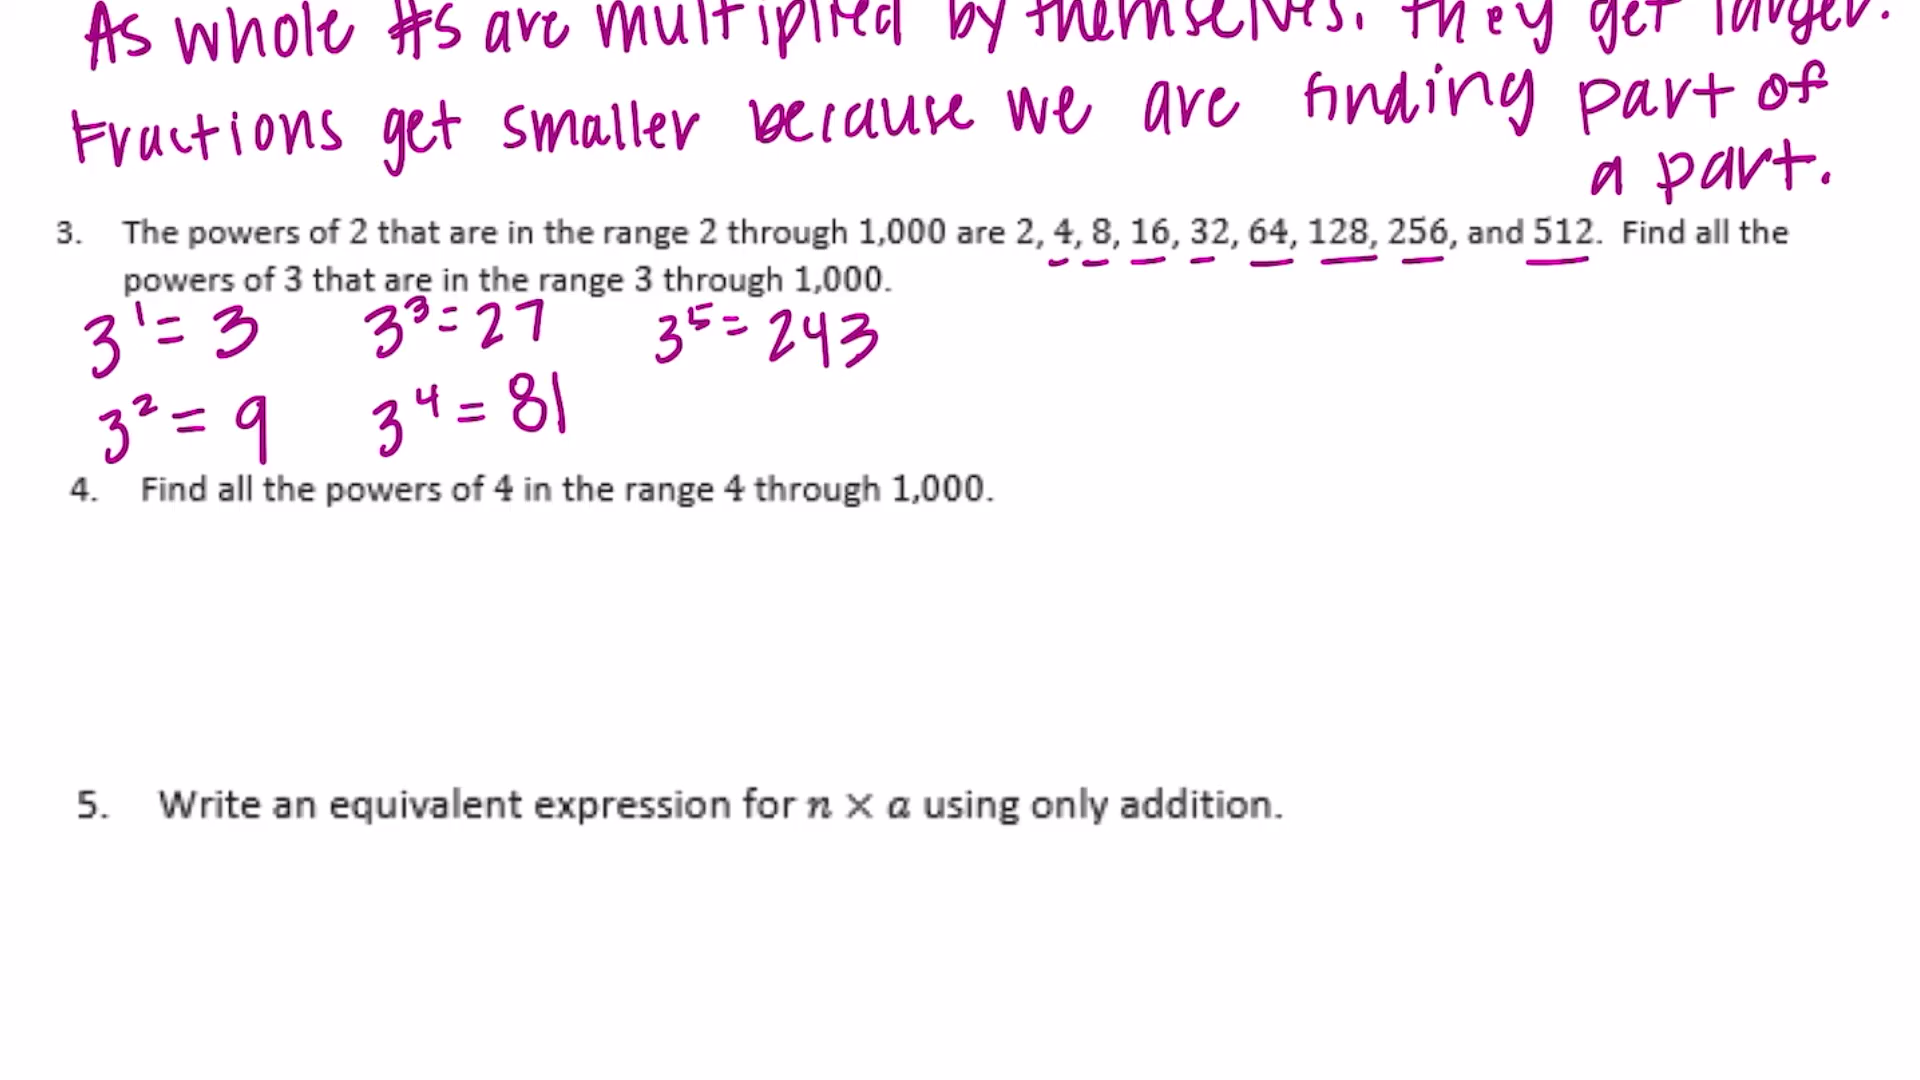 As whole #s are multiplied by themselves, they get larger.
Fractions get smaller because we are finding part of
a part.
3. The powers of 2 that are in the range 2 through 1,000 are 2, 4, 8, 16, 32, 64, 128, 256, and 512. Find all the
powers of 3 that are in the range 3 through 1,000.
3¹ = 3 3³ = 27 3⁵ = 243
3² = 9 3⁴ = 81
4. Find all the powers of 4 in the range 4 through 1,000.
5. Write an equivalent expression for n × a using only addition.